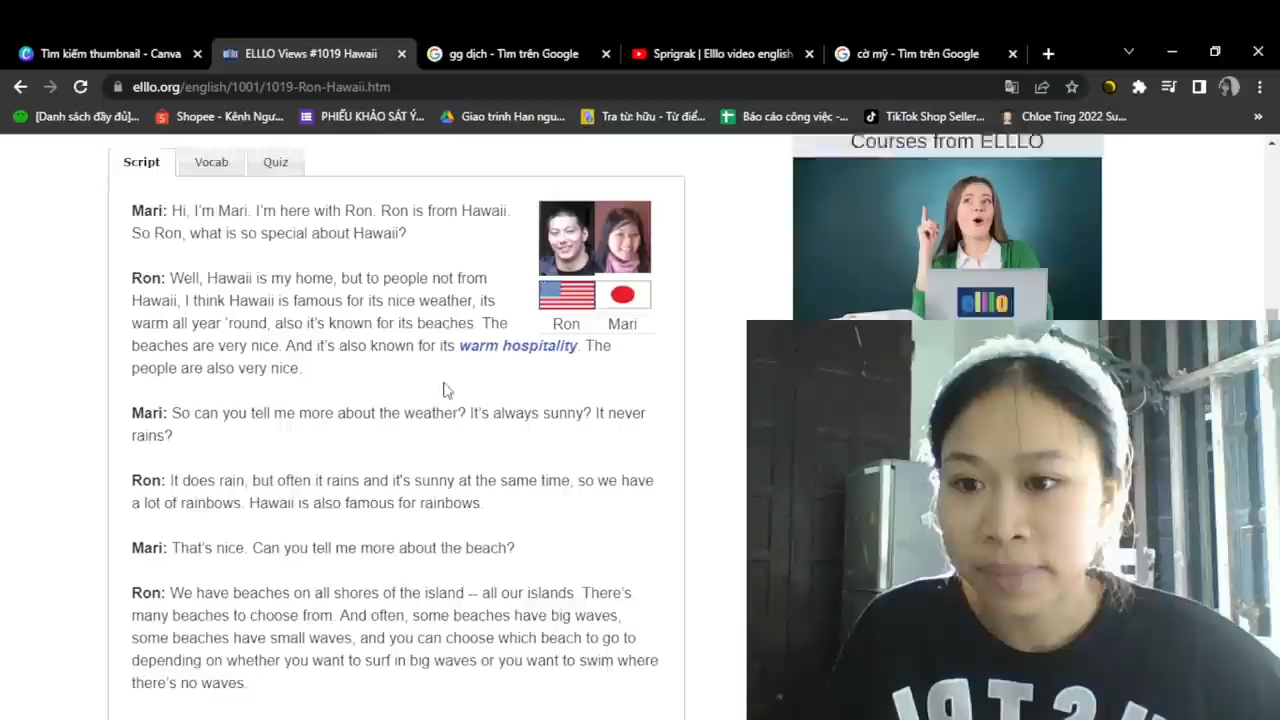 Tìm kiếm thumbnail - Canva
ELLLO Views #1019 Hawaii
gg dịch - Tìm trên Google
Sprigrak | Elllo video english
cờ mỹ - Tìm trên Google
elllo.org/english/1001/1019-Ron-Hawaii.htm
[Danh sách đầy đủ]...
Shopee - Kênh Ngư...
PHIẾU KHẢO SÁT Ý...
Giao trinh Han ngu...
Tra từ: hữu - Từ điể...
Báo cáo công việc -...
TikTok Shop Seller...
Chloe Ting 2022 Su...
Script
Vocab
Quiz
Courses from ELLLO
Mari: Hi, I'm Mari. I'm here with Ron. Ron is from Hawaii.
So Ron, what is so special about Hawaii?
Ron: Well, Hawaii is my home, but to people not from
Hawaii, I think Hawaii is famous for its nice weather, its
warm all year 'round, also it's known for its beaches. The
beaches are very nice. And it's also known for its warm hospitality. The
people are also very nice.
Ron
Mari
elllo
Mari: So can you tell me more about the weather? It's always sunny? It never
rains?
Ron: It does rain, but often it rains and it's sunny at the same time, so we have
a lot of rainbows. Hawaii is also famous for rainbows.
Mari: That's nice. Can you tell me more about the beach?
Ron: We have beaches on all shores of the island -- all our islands. There's
many beaches to choose from. And often, some beaches have big waves,
some beaches have small waves, and you can choose which beach to go to
depending on whether you want to surf in big waves or you want to swim where
there's no waves.